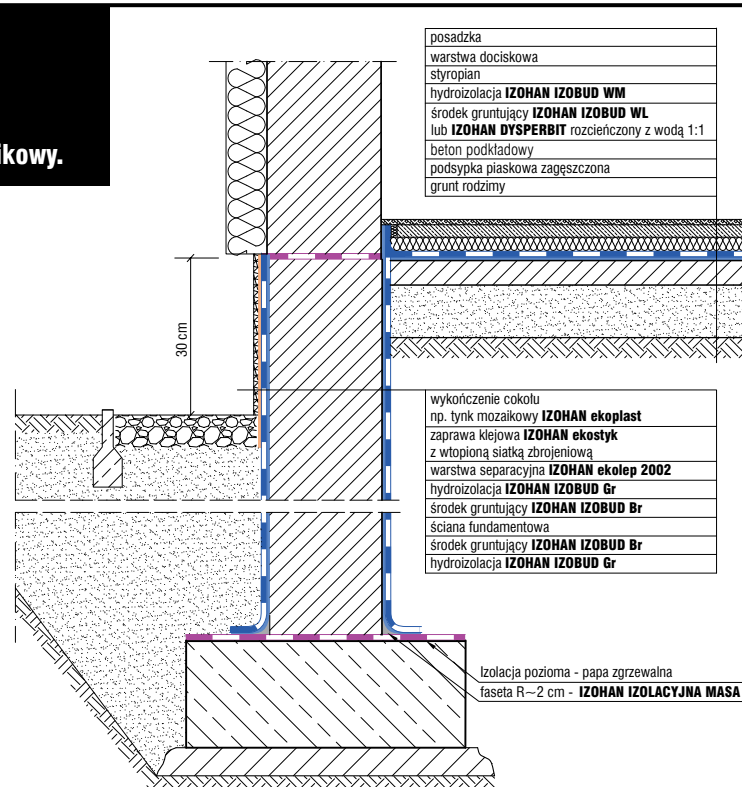 ikowy.
posadzka
warstwa dociskowa
styropian
hydroizolacja IZOHAN IZOBUD WM
środek gruntujący IZOHAN IZOBUD WL
lub IZOHAN DYSPERBIT rozcieńczony z wodą 1:1
beton podkładowy
podsypka piaskowa zagęszczona
grunt rodzimy
30 cm
wykończenie cokołu
np. tynk mozaikowy IZOHAN ekoplast
zaprawa klejowa IZOHAN ekostyk
z wtopioną siatką zbrojeniową
warstwa separacyjna IZOHAN ekolep 2002
hydroizolacja IZOHAN IZOBUD Gr
środek gruntujący IZOHAN IZOBUD Br
ściana fundamentowa
środek gruntujący IZOHAN IZOBUD Br
hydroizolacja IZOHAN IZOBUD Gr
Izolacja pozioma - papa zgrzewalna
faseta R~2 cm - IZOHAN IZOLACYJNA MASA